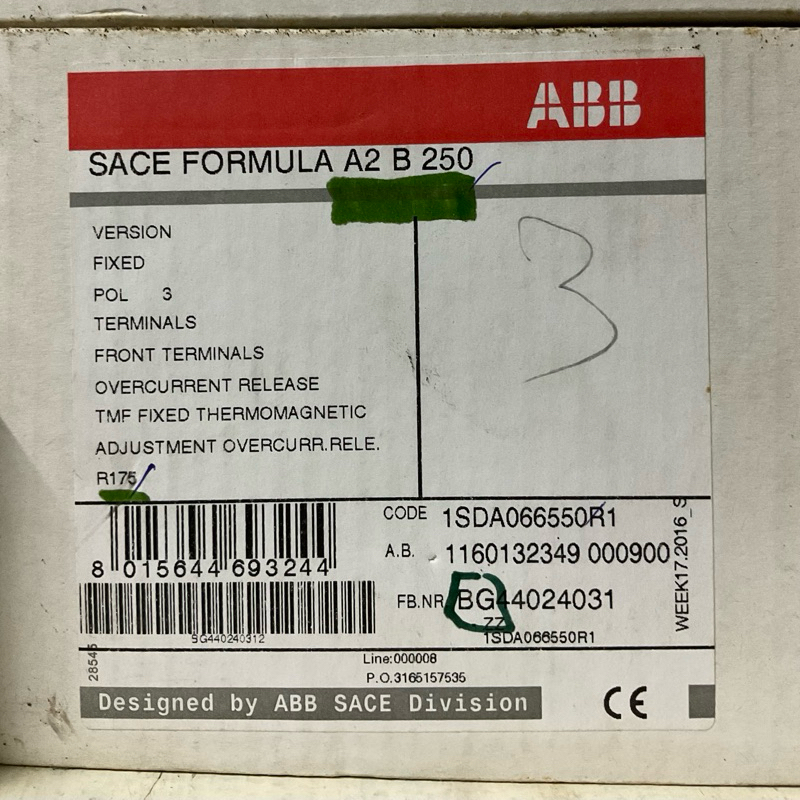 ABB
SACE FORMULA A2 B 250
VERSION
FIXED
POL 3
TERMINALS
FRONT TERMINALS
OVERCURRENT RELEASE
TMF FIXED THERMOMAGNETIC
ADJUSTMENT OVERCURR.RELE.
R175
3
CODE 1SDA066550R1
A.B. 1160132349 000900
FB.NR BG44024031
ZZ
1SDA066550R1
WEEK17.2016_S
8 015644 693244
SG440240312
28545
Line:000008
P.O.3165157535
Designed by ABB SACE Division
CE